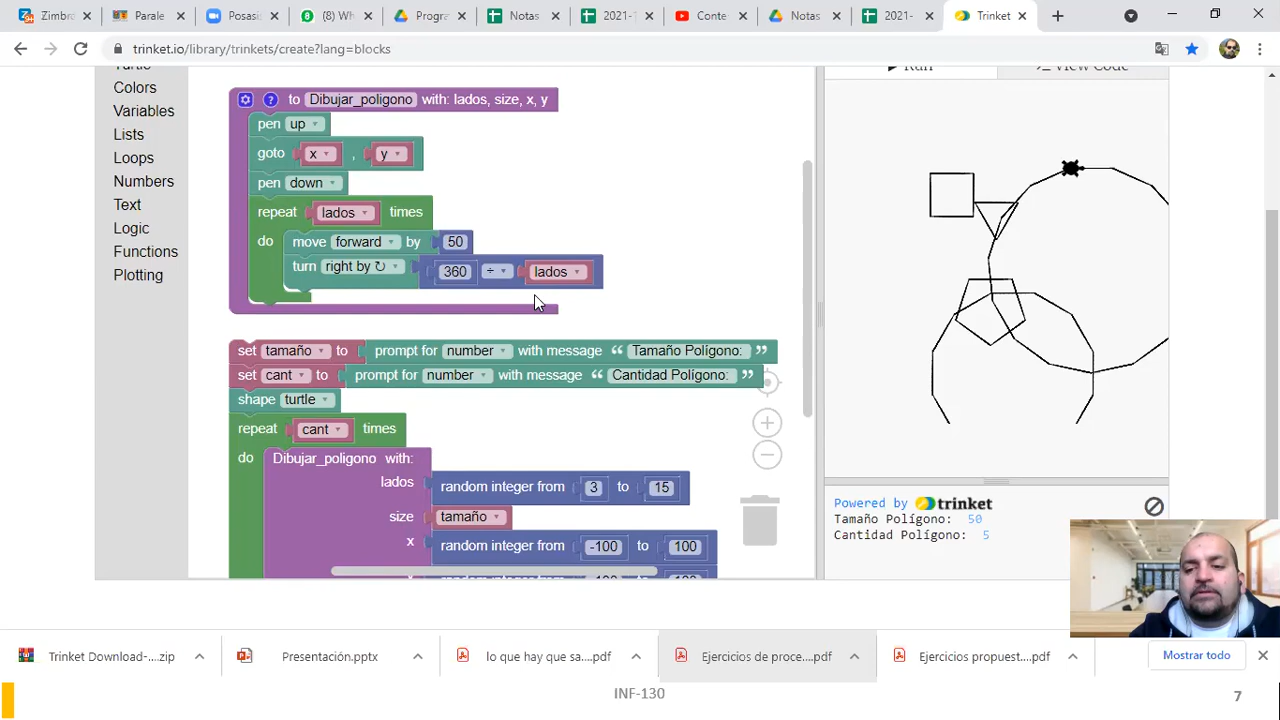 Zimb
Parale
Posas
(8) Wh
Progra
Notas
2021-1
Conte
Notas
2021-
Trinket
trinket.io/library/trinkets/create?lang=blocks
Colors
Variables
Lists
Loops
Numbers
Text
Logic
Functions
Plotting
to Dibujar_poligono with: lados, size, x, y
pen up
goto x , y
pen down
repeat lados times
do move forward by 50
turn right by ↻ 360 ÷ lados
set tamaño to prompt for number with message “ Tamaño Polígono: ”
set cant to prompt for number with message “ Cantidad Polígono: ”
shape turtle
repeat cant times
do Dibujar_poligono with:
lados random integer from 3 to 15
size tamaño
x random integer from -100 to 100
Run
View Code
Powered by trinket
Tamaño Polígono: 50
Cantidad Polígono: 5
Trinket Download-....zip
Presentación.pptx
lo que hay que sa....pdf
Ejercicios de proce....pdf
Ejercicios propuest....pdf
Mostrar todo
INF-130
7